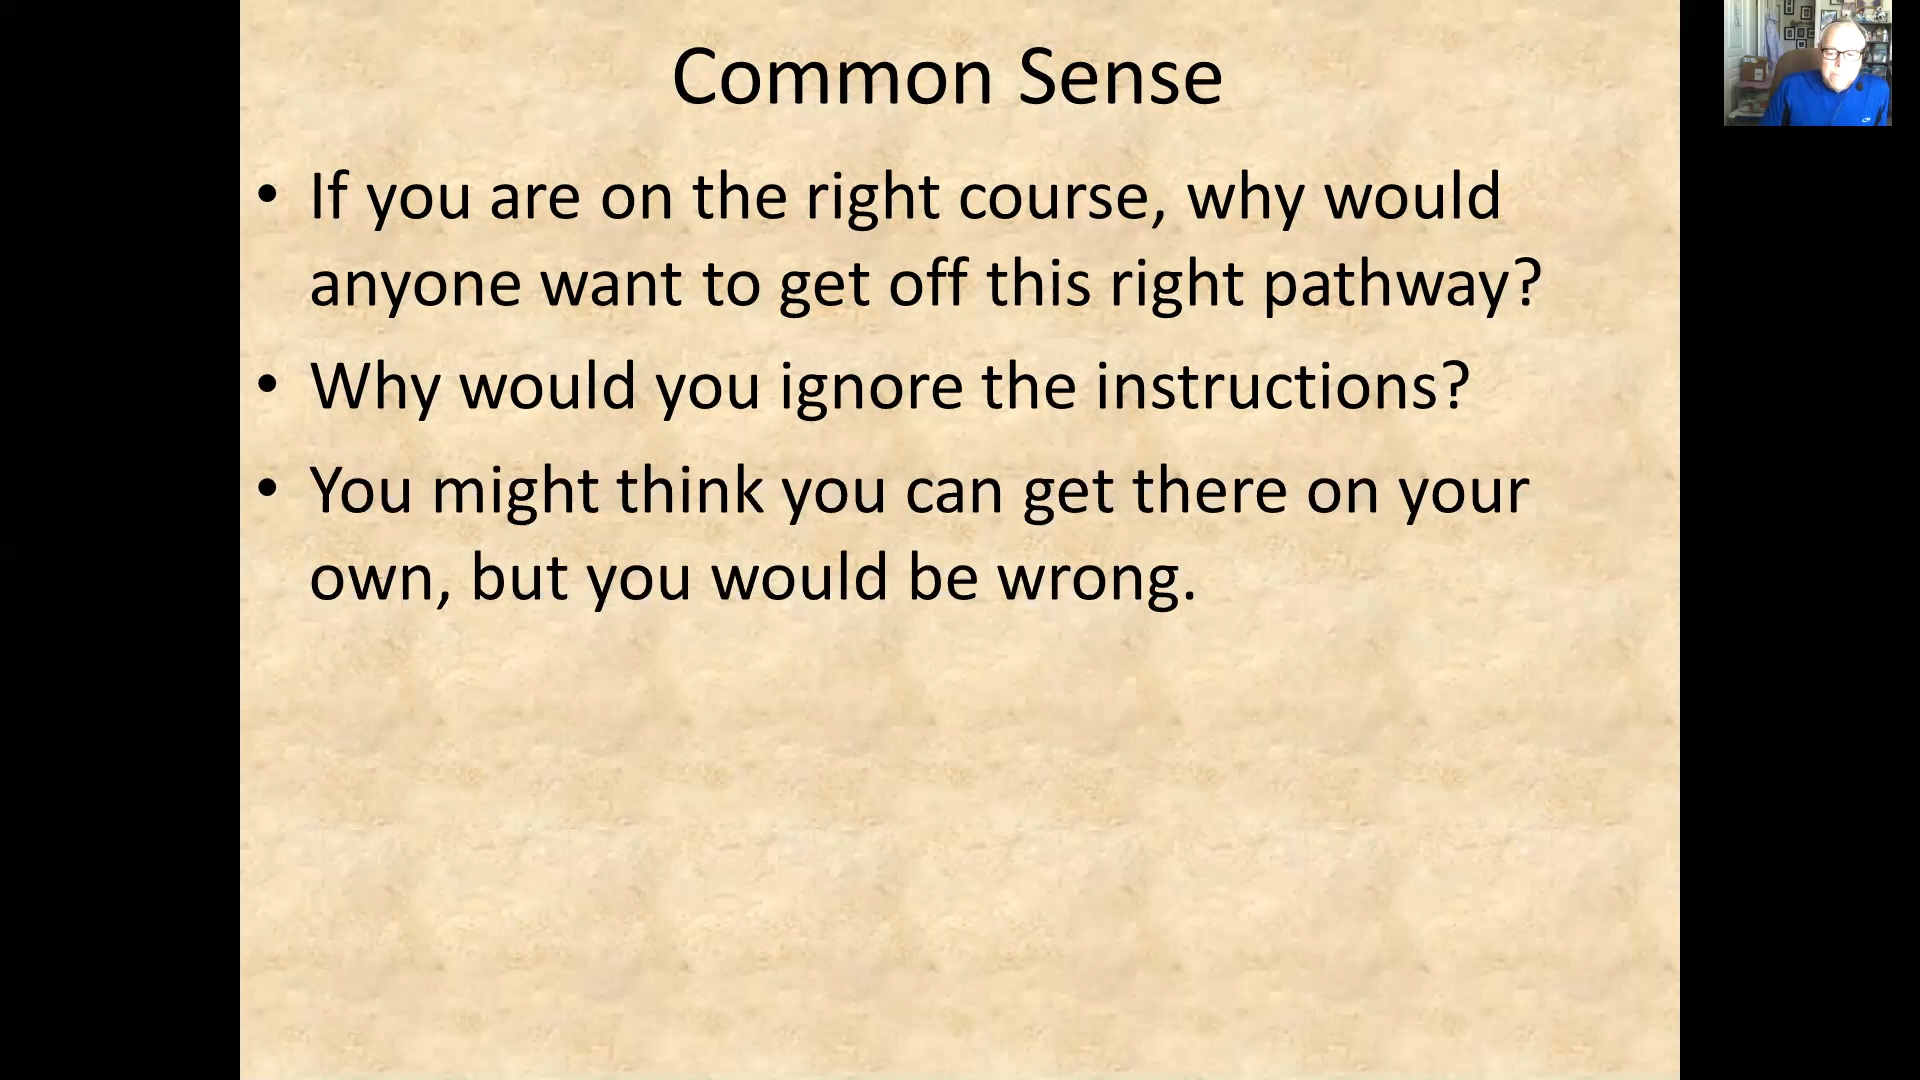 Common Sense
• If you are on the right course, why would
anyone want to get off this right pathway?
• Why would you ignore the instructions?
• You might think you can get there on your
own, but you would be wrong.